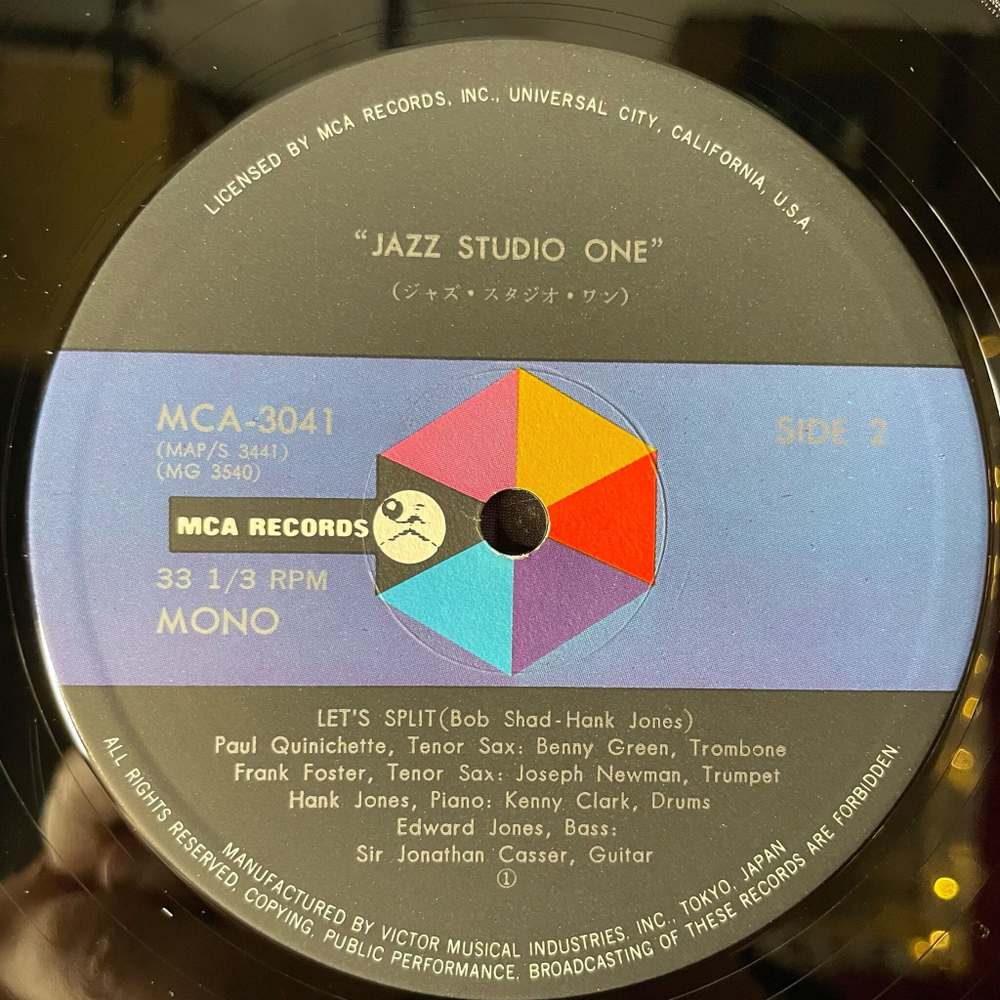 LICENSED BY MCA RECORDS, INC., UNIVERSAL CITY, CALIFORNIA, U.S.A.
“JAZZ STUDIO ONE”
(ジャズ・スタジオ・ワン)
MCA-3041
(MAP/S 3441)
(MG 3540)
SIDE 2
MCA RECORDS
33 1/3 RPM
MONO
LET'S SPLIT(Bob Shad-Hank Jones)
Paul Quinichette, Tenor Sax: Benny Green, Trombone
Frank Foster, Tenor Sax: Joseph Newman, Trumpet
Hank Jones, Piano: Kenny Clark, Drums
Edward Jones, Bass:
Sir Jonathan Casser, Guitar
①
MANUFACTURED BY VICTOR MUSICAL INDUSTRIES, INC., TOKYO, JAPAN
ALL RIGHTS RESERVED. COPYING, PUBLIC PERFORMANCE, BROADCASTING OF THESE RECORDS ARE FORBIDDEN.